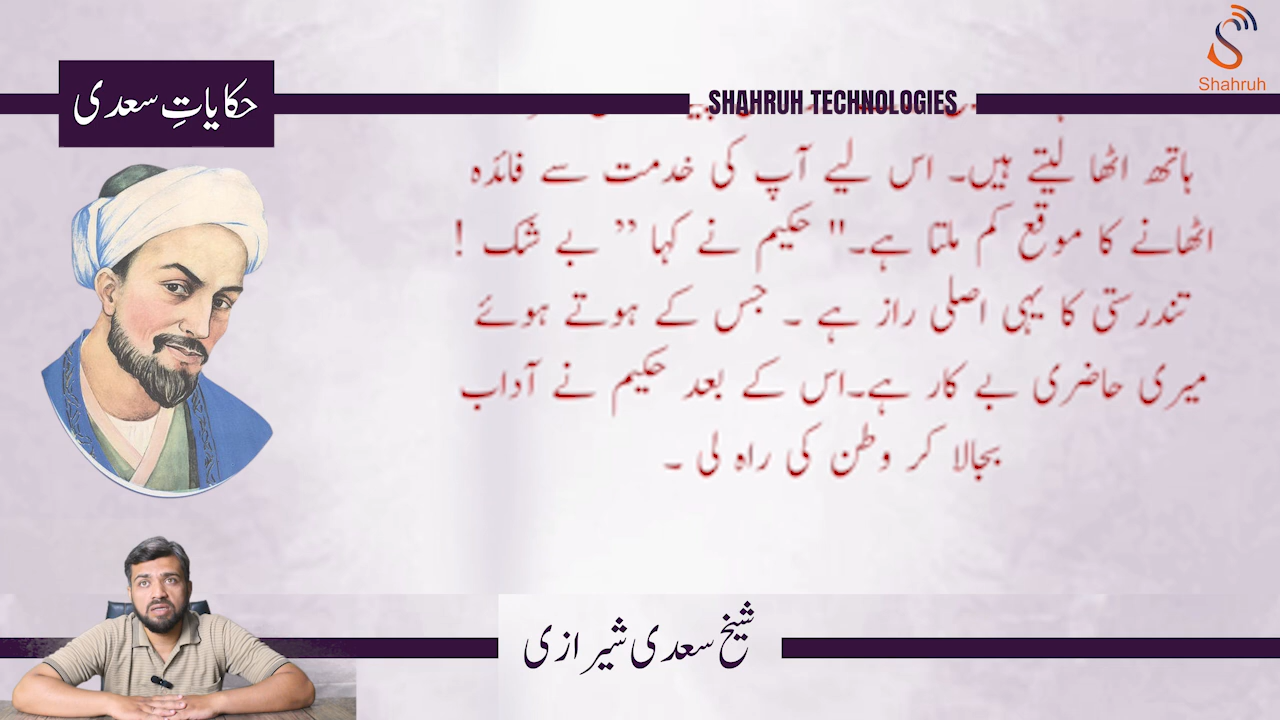 Shahruh
حکایاتِ سعدی
SHAHRUH TECHNOLOGIES
ہاتھ اٹھا لیتے ہیں۔ اس لیے آپ کی خدمت سے فائدہ
اٹھانے کا موقع کم ملتا ہے۔" حکیم نے کہا ” بے شک !
تندرستی کا یہی اصلی راز ہے ۔ جس کے ہوتے ہوئے
میری حاضری بے کار ہے۔اس کے بعد حکیم نے آداب
بجالا کر وطن کی راہ لی ۔
شیخ سعدی شیرازی